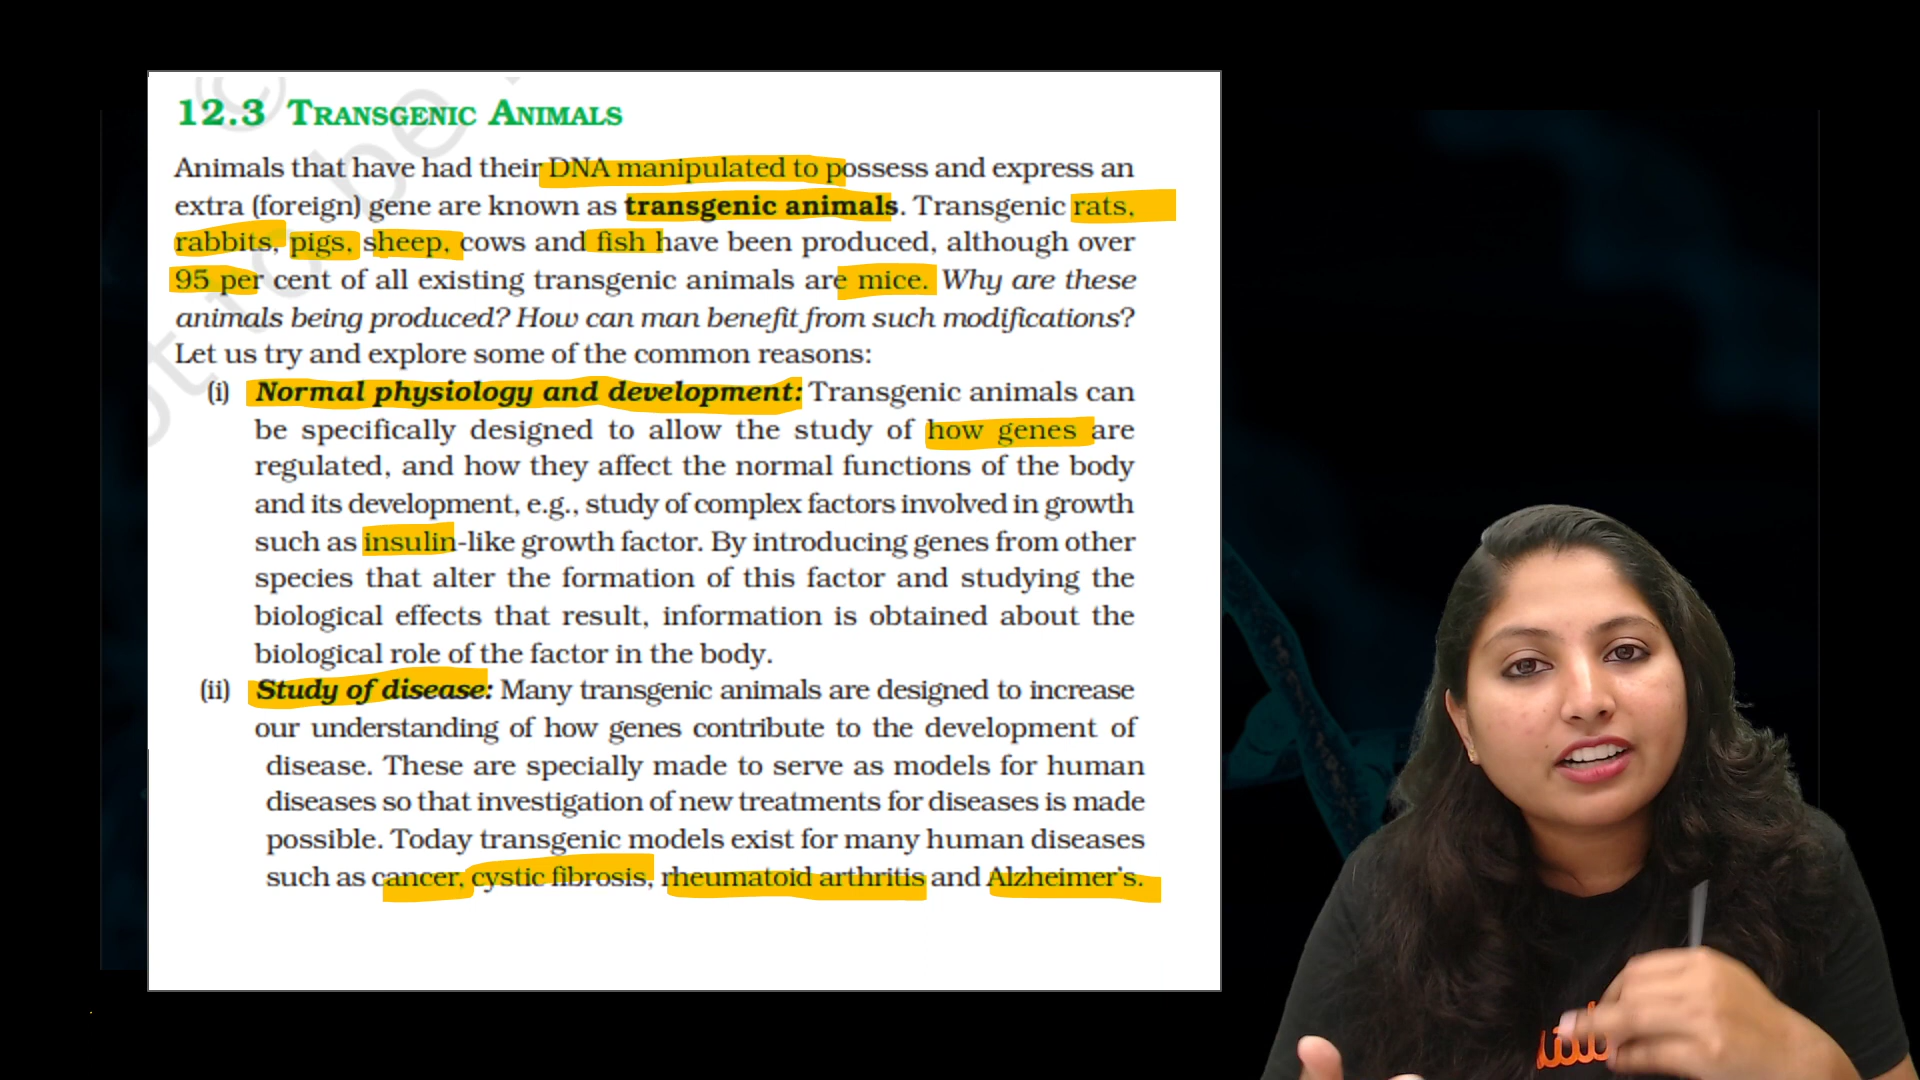 12.3 TRANSGENIC ANIMALS
Animals that have had their DNA manipulated to possess and express an
extra (foreign) gene are known as transgenic animals. Transgenic rats,
rabbits, pigs, sheep, cows and fish have been produced, although over
95 per cent of all existing transgenic animals are mice. Why are these
animals being produced? How can man benefit from such modifications?
Let us try and explore some of the common reasons:
(i) Normal physiology and development: Transgenic animals can
be specifically designed to allow the study of how genes are
regulated, and how they affect the normal functions of the body
and its development, e.g., study of complex factors involved in growth
such as insulin-like growth factor. By introducing genes from other
species that alter the formation of this factor and studying the
biological effects that result, information is obtained about the
biological role of the factor in the body.
(ii) Study of disease: Many transgenic animals are designed to increase
our understanding of how genes contribute to the development of
disease. These are specially made to serve as models for human
diseases so that investigation of new treatments for diseases is made
possible. Today transgenic models exist for many human diseases
such as cancer, cystic fibrosis, rheumatoid arthritis and Alzheimer's.